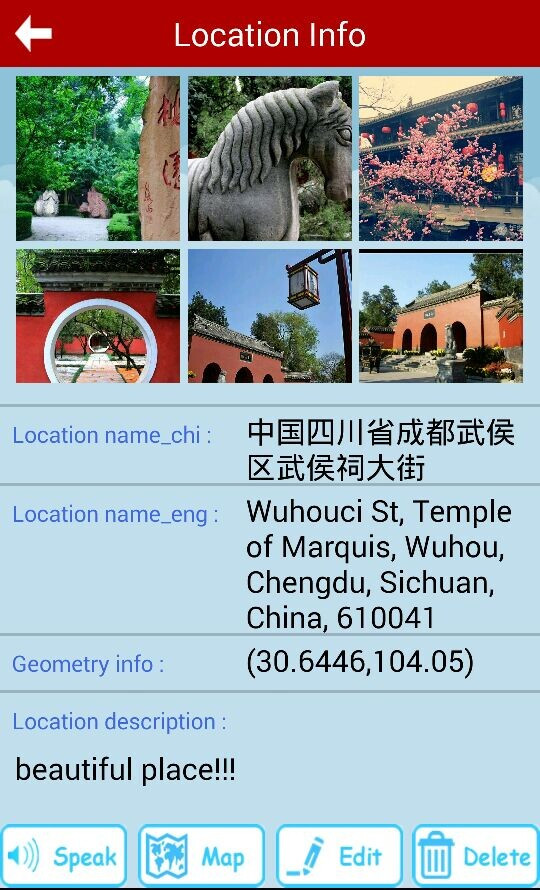 Location Info
桃
Location name_chi :
中国四川省成都武侯
区武侯祠大街
Location name_eng :
Wuhouci St, Temple
of Marquis, Wuhou,
Chengdu, Sichuan,
China, 610041
Geometry info :
(30.6446,104.05)
Location description :
beautiful place!!!
Speak
Map
Edit
Delete